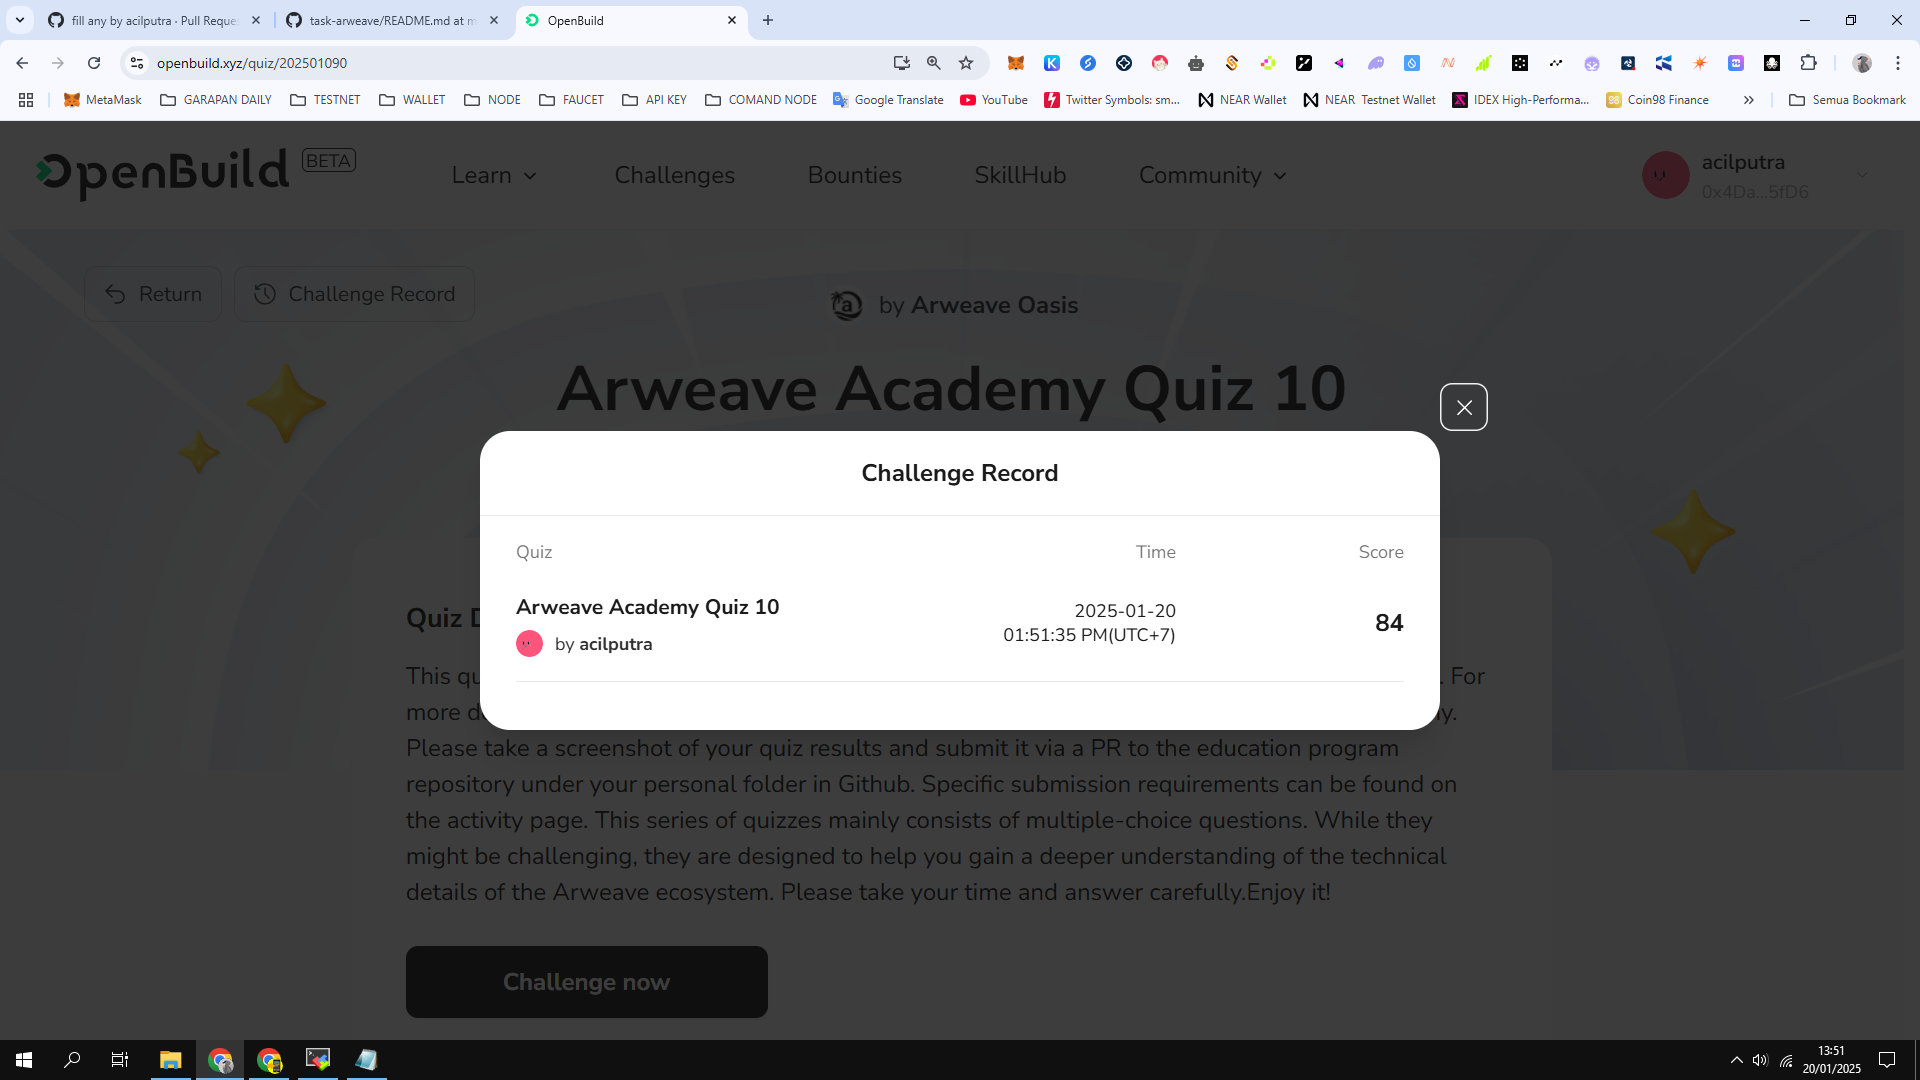 fill any by acilputra · Pull Reque
task-arweave/README.md at m
OpenBuild
openbuild.xyz/quiz/202501090
MetaMask
GARAPAN DAILY
TESTNET
WALLET
NODE
FAUCET
API KEY
COMAND NODE
Google Translate
YouTube
Twitter Symbols: sm...
NEAR Wallet
NEAR Testnet Wallet
IDEX High-Performa...
Coin98 Finance
Semua Bookmark
OpenBuild BETA
Learn
Challenges
Bounties
SkillHub
Community
acilputra
0x4Da...5fD6
Return
Challenge Record
by Arweave Oasis
Arweave Academy Quiz 10
Challenge Record
Quiz
Time
Score
Arweave Academy Quiz 10
by acilputra
2025-01-20
01:51:35 PM(UTC+7)
84
Quiz D
This qu
. For
more d
y.
Please take a screenshot of your quiz results and submit it via a PR to the education program
repository under your personal folder in Github. Specific submission requirements can be found on
the activity page. This series of quizzes mainly consists of multiple-choice questions. While they
might be challenging, they are designed to help you gain a deeper understanding of the technical
details of the Arweave ecosystem. Please take your time and answer carefully.Enjoy it!
Challenge now
13:51
20/01/2025